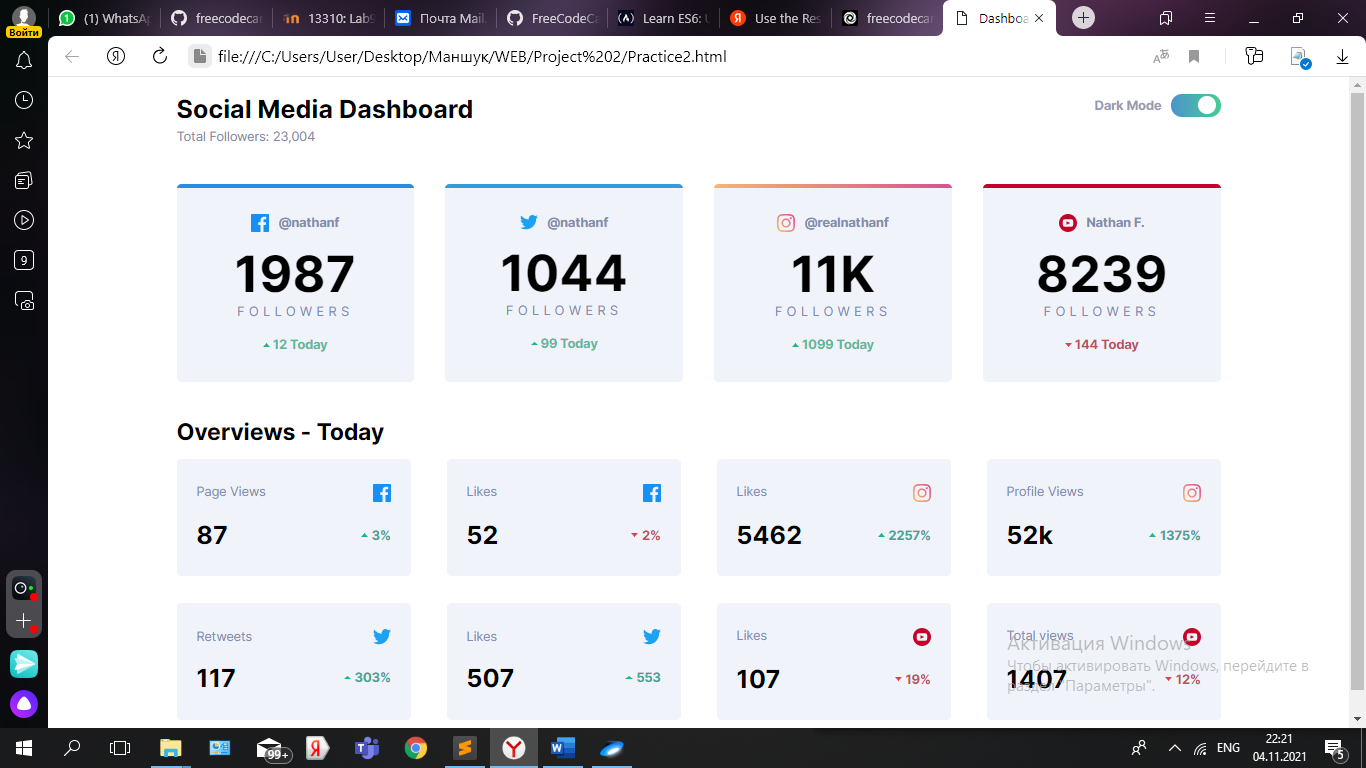 (1) WhatsA
freecodecar
13310: Lab9
Почта Mail.
FreeCodeCa
Learn ES6: U
Use the Res
freecodecar
Dashboa
Войти
file:///C:/Users/User/Desktop/Маншук/WEB/Project%202/Practice2.html
9
Social Media Dashboard
Dark Mode
Total Followers: 23,004
@nathanf
1987
FOLLOWERS
12 Today
@nathanf
1044
FOLLOWERS
99 Today
@realnathanf
11K
FOLLOWERS
1099 Today
Nathan F.
8239
FOLLOWERS
144 Today
Overviews - Today
Page Views
87
3%
Likes
52
2%
Likes
5462
2257%
Profile Views
52k
1375%
Retweets
117
303%
Likes
507
553
Likes
107
19%
Total views
1407
12%
Активация Windows
Чтобы активировать Windows, перейдите в
раздел "Параметры".
99+
ENG
22:21
04.11.2021
5